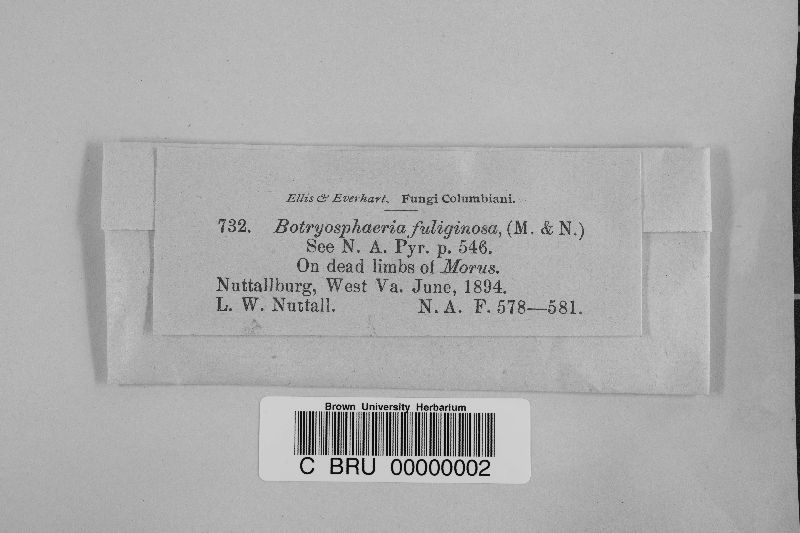 Ellis & Everhart. Fungi Columbiani.
732. Botryosphaeria fuliginosa, (M. & N.)
See N. A. Pyr. p. 546.
On dead limbs of Morus.
Nuttallburg, West Va. June, 1894.
L. W. Nuttall. N. A. F. 578—581.
Brown University Herbarium
C BRU 00000002